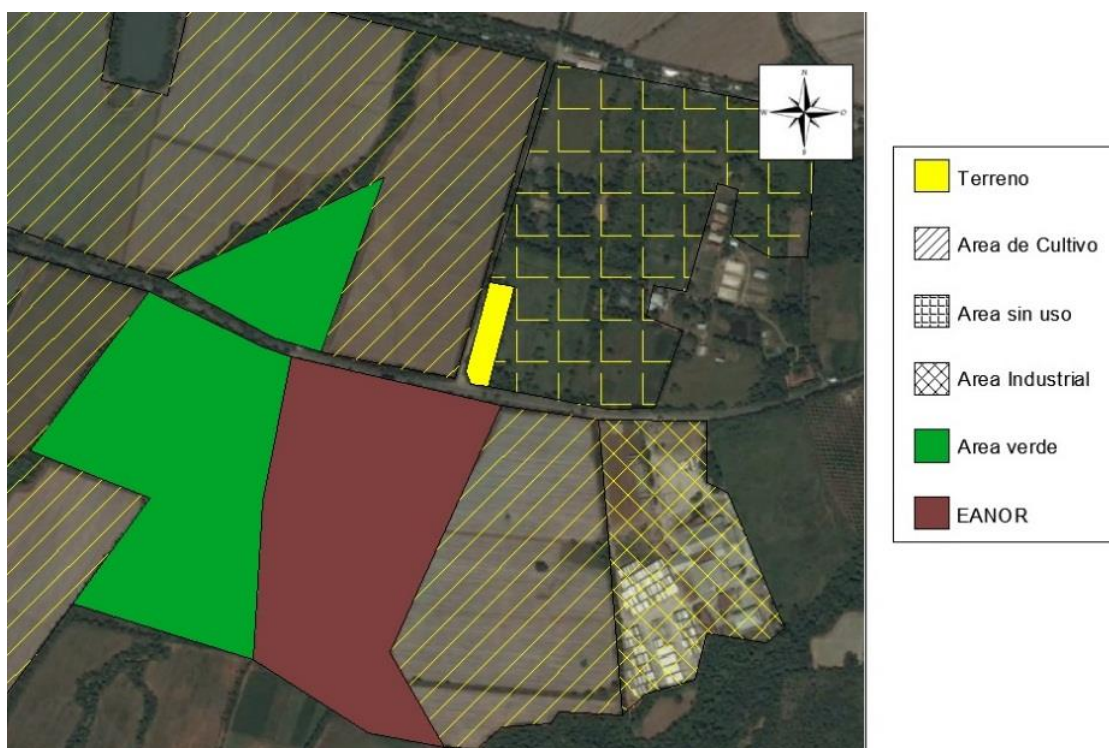 N
W
O
S
Terreno
Area de Cultivo
Area sin uso
Area Industrial
Area verde
EANOR